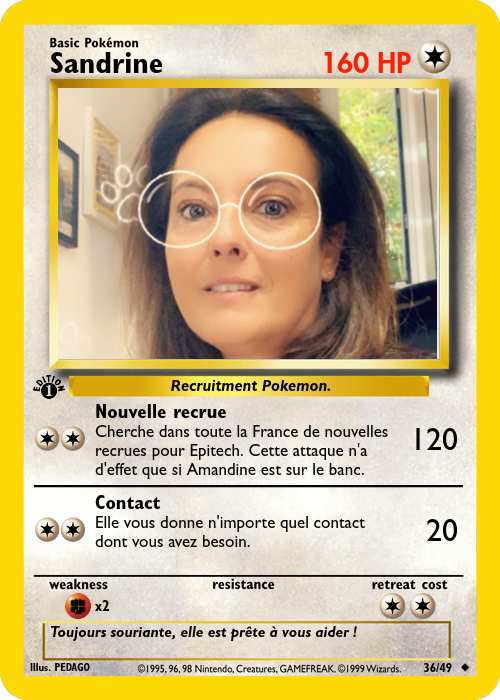 Basic Pokémon
Sandrine
160 HP
EDITION
1
Recruitment Pokemon.
Nouvelle recrue
Cherche dans toute la France de nouvelles
recrues pour Epitech. Cette attaque n'a
d'effet que si Amandine est sur le banc.
120
Contact
Elle vous donne n'importe quel contact
dont vous avez besoin.
20
weakness
resistance
retreat cost
x2
Toujours souriante, elle est prête à vous aider !
Illus. PEDAGO
©1995, 96, 98 Nintendo, Creatures, GAMEFREAK. ©1999 Wizards.
36/49